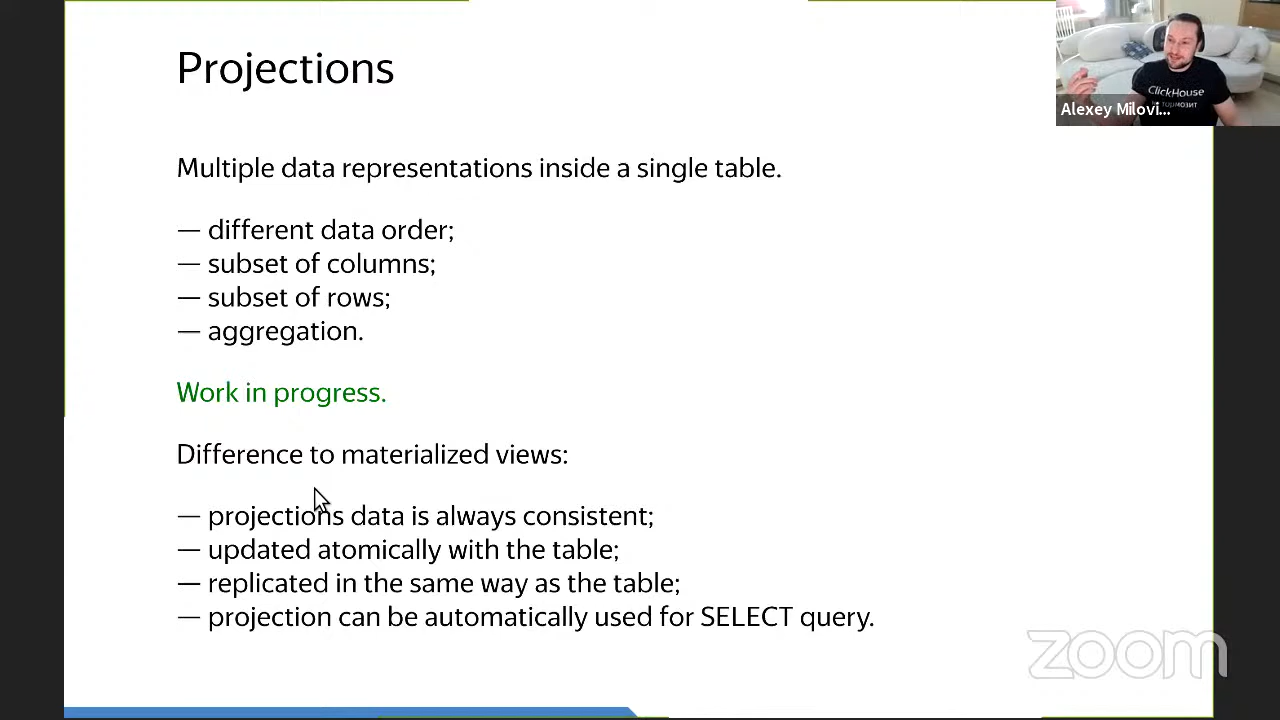 Projections
ClickHouse
тормозит
Alexey Milovi...
Multiple data representations inside a single table.
— different data order;
— subset of columns;
— subset of rows;
— aggregation.
Work in progress.
Difference to materialized views:
— projections data is always consistent;
— updated atomically with the table;
— replicated in the same way as the table;
— projection can be automatically used for SELECT query.
zoom